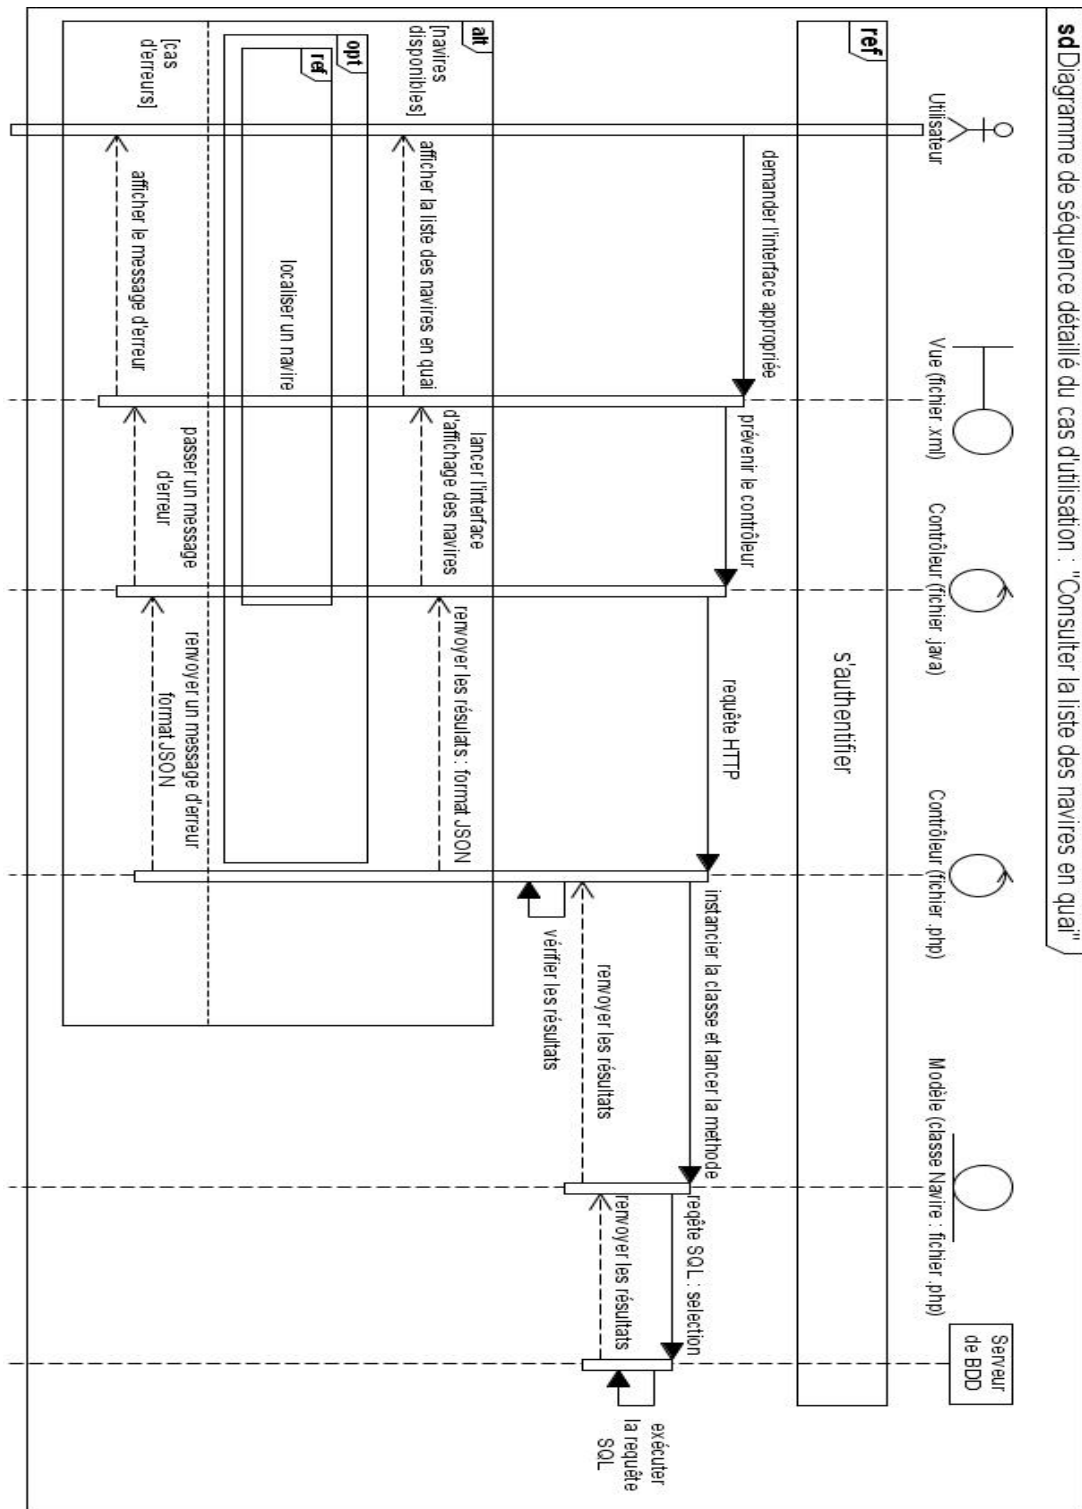 sd Diagramme de séquence détaillé du cas d'utilisation : "Consulter la liste des navires en quai"
Utilisateur
Vue (fichier .xml)
Contrôleur (fichier .java)
Contrôleur (fichier .php)
Modèle (classe Navire : fichier .php)
Serveur
de BDD
ref
s'authentifier
demander l'interface appropriée
prévenir le contrôleur
requête HTTP
instancier la classe et lancer la methode
reqête SQL : selection
exécuter
la requête
SQL
renvoyer les résultats
renvoyer les résultats
vérifier les résultats
alt
[navires
disponibles]
renvoyer les résulats : format JSON
lancer l'interface
d'affichage des navires
afficher la liste des navires en quai
opt
ref
localiser un navire
[cas
d'erreurs]
renvoyer un message d'erreur
format JSON
passer un message
d'erreur
afficher le message d'erreur